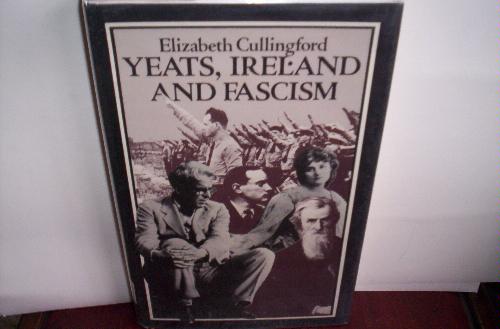 Elizabeth Cullingford
YEATS, IRELAND
AND FASCISM